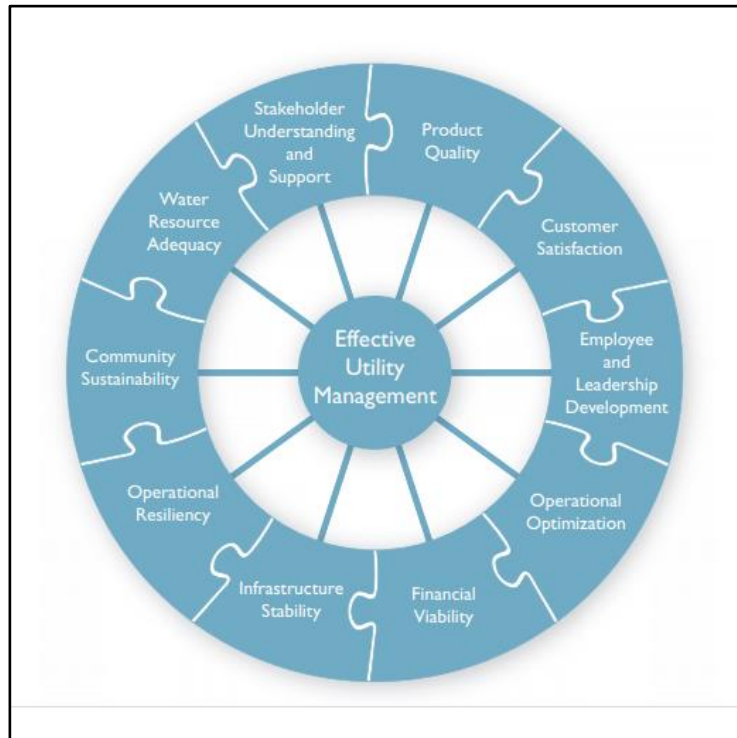 Stakeholder
Understanding
and
Support
Product
Quality
Customer
Satisfaction
Employee
and
Leadership
Development
Operational
Optimization
Financial
Viability
Infrastructure
Stability
Operational
Resiliency
Community
Sustainability
Water
Resource
Adequacy
Effective
Utility
Management